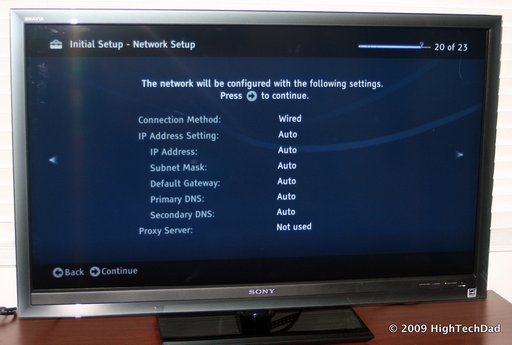 BRAVIA
Initial Setup - Network Setup
20 of 23
The network will be configured with the following settings.
Press to continue.
Connection Method: Wired
IP Address Setting: Auto
IP Address: Auto
Subnet Mask: Auto
Default Gateway: Auto
Primary DNS: Auto
Secondary DNS: Auto
Proxy Server: Not used
Back Continue
SONY
© 2009 HighTechDad